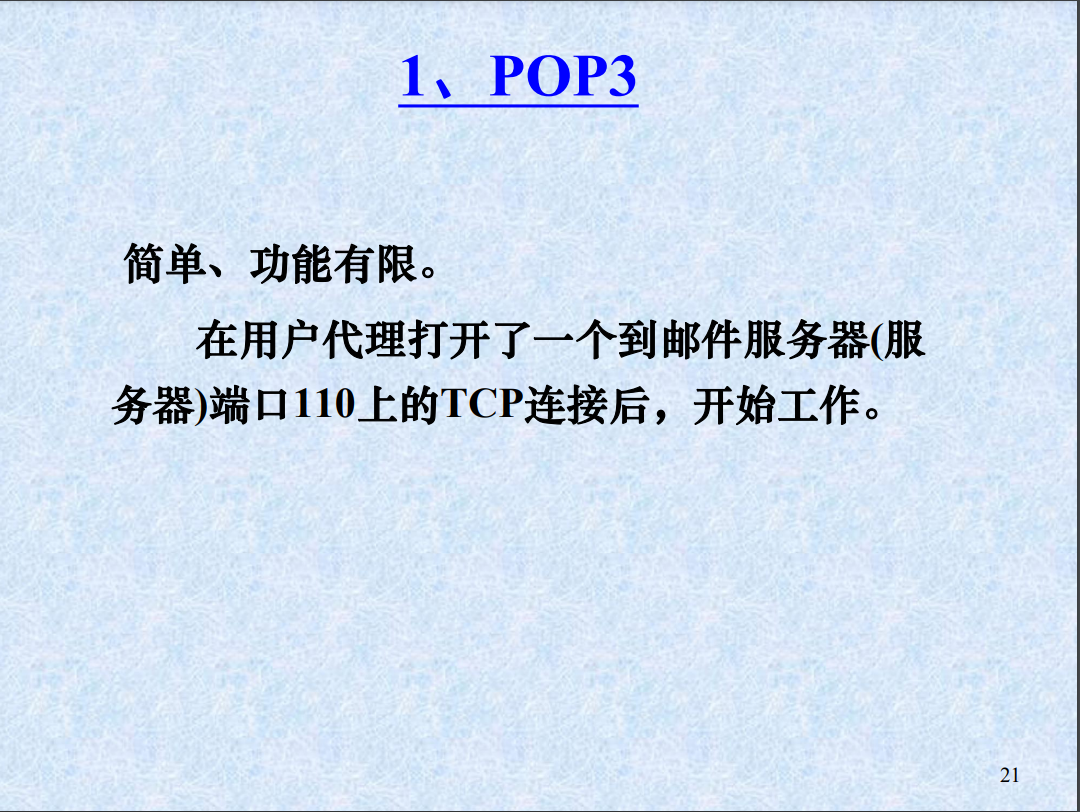 1、POP3
简单、功能有限。
在用户代理打开了一个到邮件服务器(服
务器)端口110上的TCP连接后，开始工作。
21